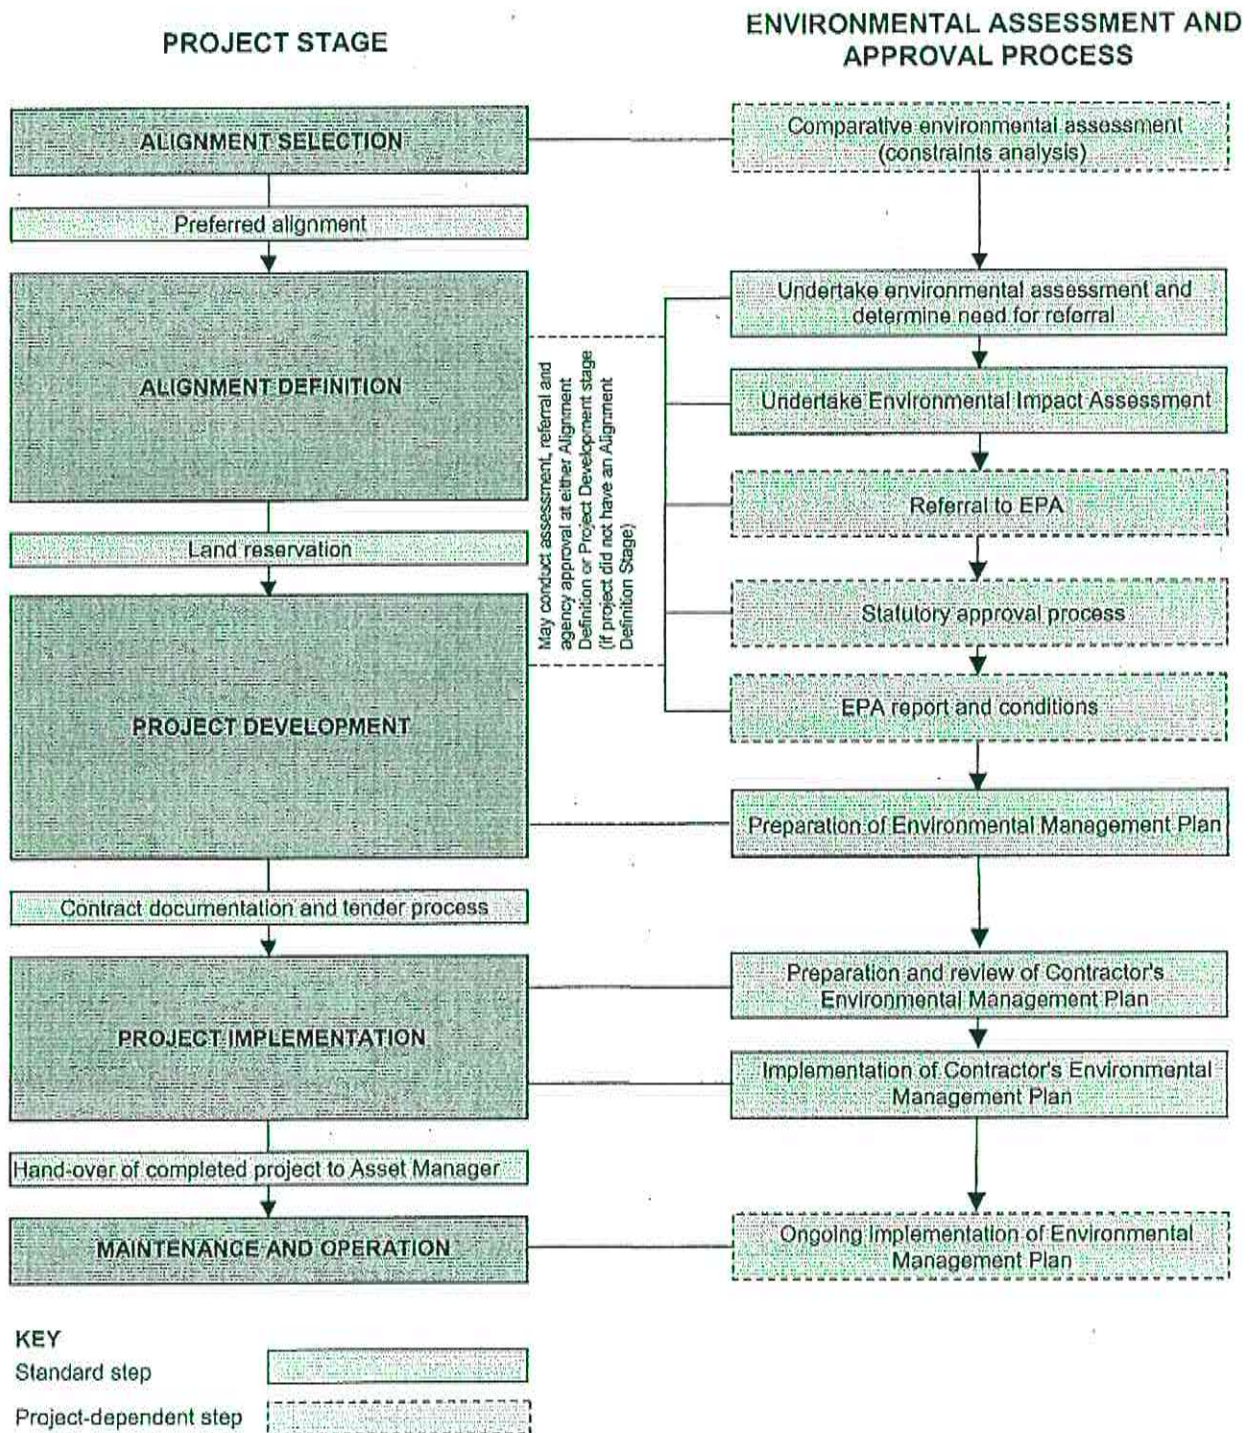 PROJECT STAGE
ENVIRONMENTAL ASSESSMENT AND
APPROVAL PROCESS
ALIGNMENT SELECTION
Comparative environmental assessment
(constraints analysis)
Preferred alignment
Undertake environmental assessment and
determine need for referral
ALIGNMENT DEFINITION
Undertake Environmental Impact Assessment
May conduct assessment, referral and
agency approval at either Alignment
Definition or Project Development stage
(if project did not have an Alignment
Definition Stage)
Referral to EPA
Land reservation
Statutory approval process
EPA report and conditions
PROJECT DEVELOPMENT
Preparation of Environmental Management Plan
Contract documentation and tender process
Preparation and review of Contractor's
Environmental Management Plan
PROJECT IMPLEMENTATION
Implementation of Contractor's Environmental
Management Plan
Hand-over of completed project to Asset Manager
MAINTENANCE AND OPERATION
Ongoing Implementation of Environmental
Management Plan
KEY
Standard step
Project-dependent step